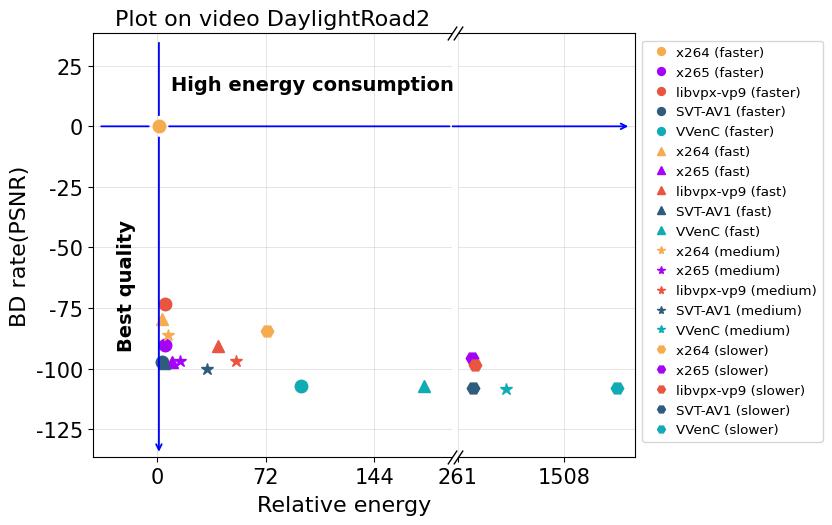 Plot on video DaylightRoad2
High energy consumption
Best quality
BD rate(PSNR)
25
0
-25
-50
-75
-100
-125
0 72 144 261 1508
Relative energy
x264 (faster)
x265 (faster)
libvpx-vp9 (faster)
SVT-AV1 (faster)
VVenC (faster)
x264 (fast)
x265 (fast)
libvpx-vp9 (fast)
SVT-AV1 (fast)
VVenC (fast)
x264 (medium)
x265 (medium)
libvpx-vp9 (medium)
SVT-AV1 (medium)
VVenC (medium)
x264 (slower)
x265 (slower)
libvpx-vp9 (slower)
SVT-AV1 (slower)
VVenC (slower)